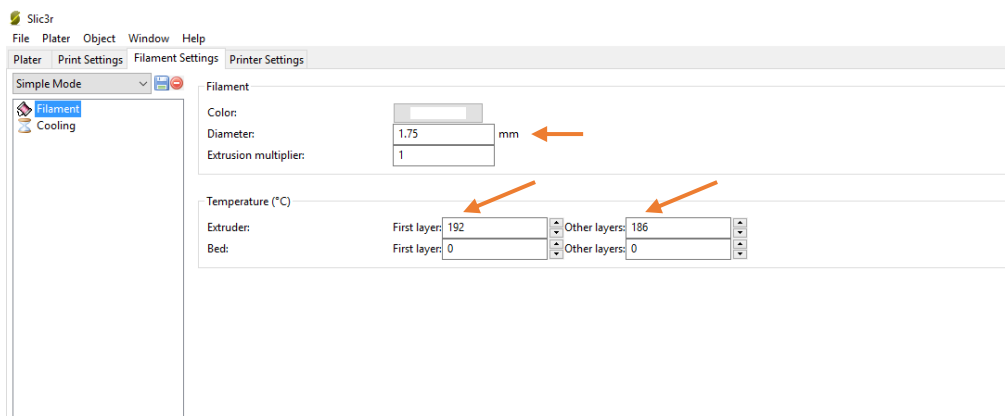 Slic3r
File Plater Object Window Help
Plater Print Settings Filament Settings Printer Settings
Simple Mode
Filament
Cooling
Filament
Color:
Diameter: 1.75 mm
Extrusion multiplier: 1
Temperature (°C)
Extruder: First layer: 192 Other layers: 186
Bed: First layer: 0 Other layers: 0